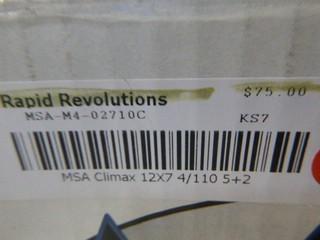 Rapid Revolutions $75.00
MSA-M4-02710C KS7
MSA Climax 12X7 4/110 5+2